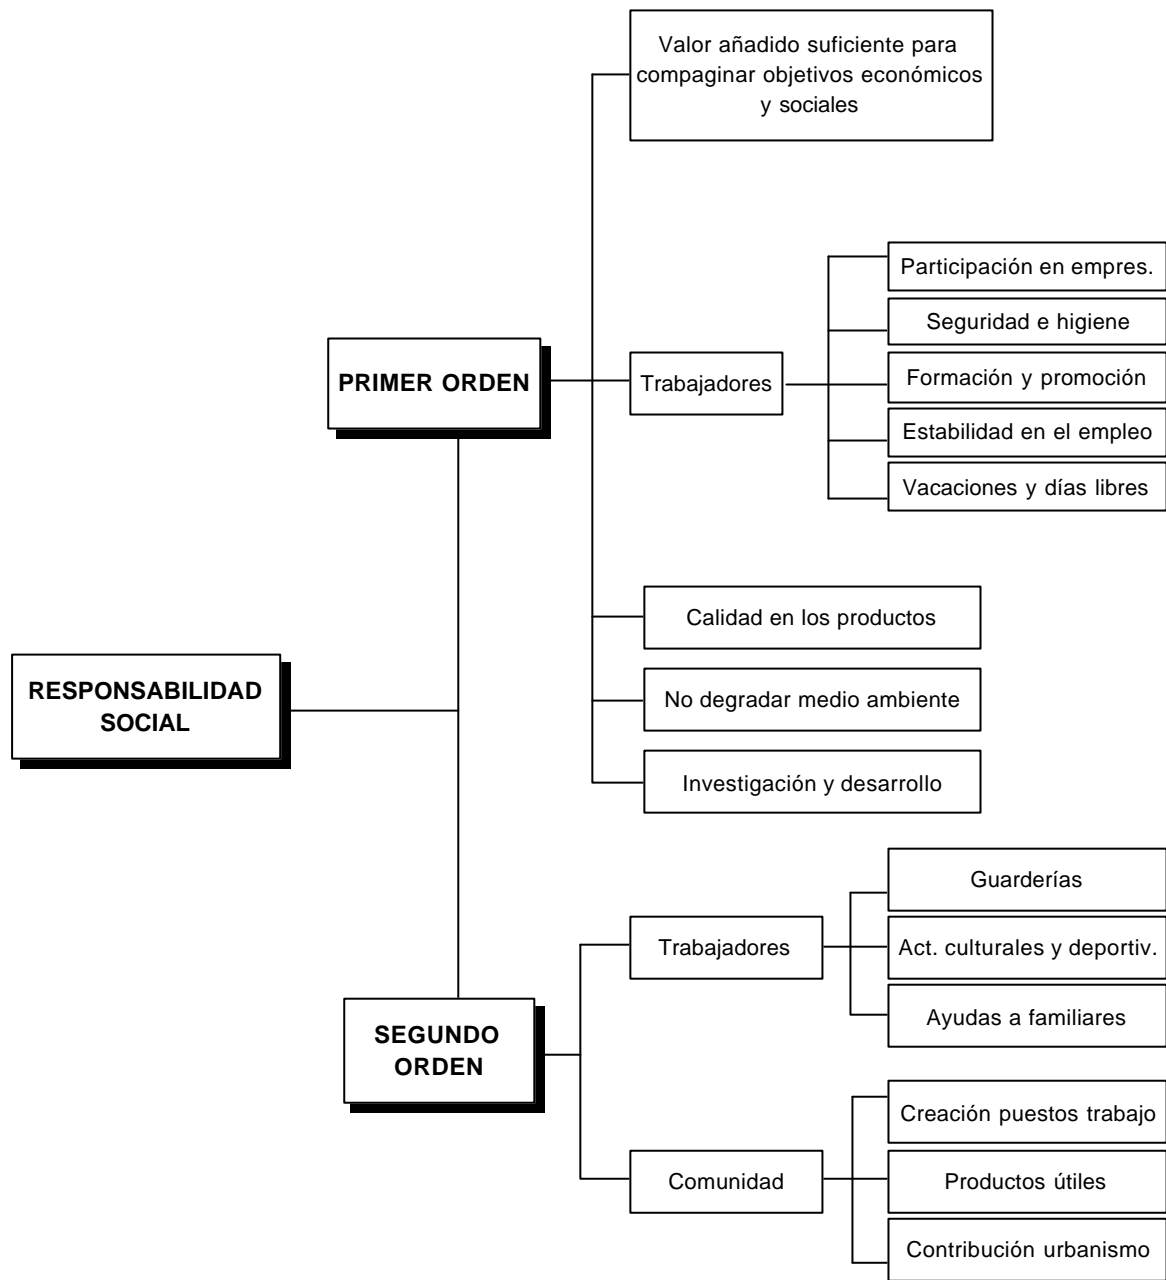 Valor añadido suficiente para
compaginar objetivos económicos
y sociales
PRIMER ORDEN
Trabajadores
Participación en empres.
Seguridad e higiene
Formación y promoción
Estabilidad en el empleo
Vacaciones y días libres
Calidad en los productos
No degradar medio ambiente
Investigación y desarrollo
RESPONSABILIDAD
SOCIAL
SEGUNDO
ORDEN
Trabajadores
Guarderías
Act. culturales y deportiv.
Ayudas a familiares
Comunidad
Creación puestos trabajo
Productos útiles
Contribución urbanismo